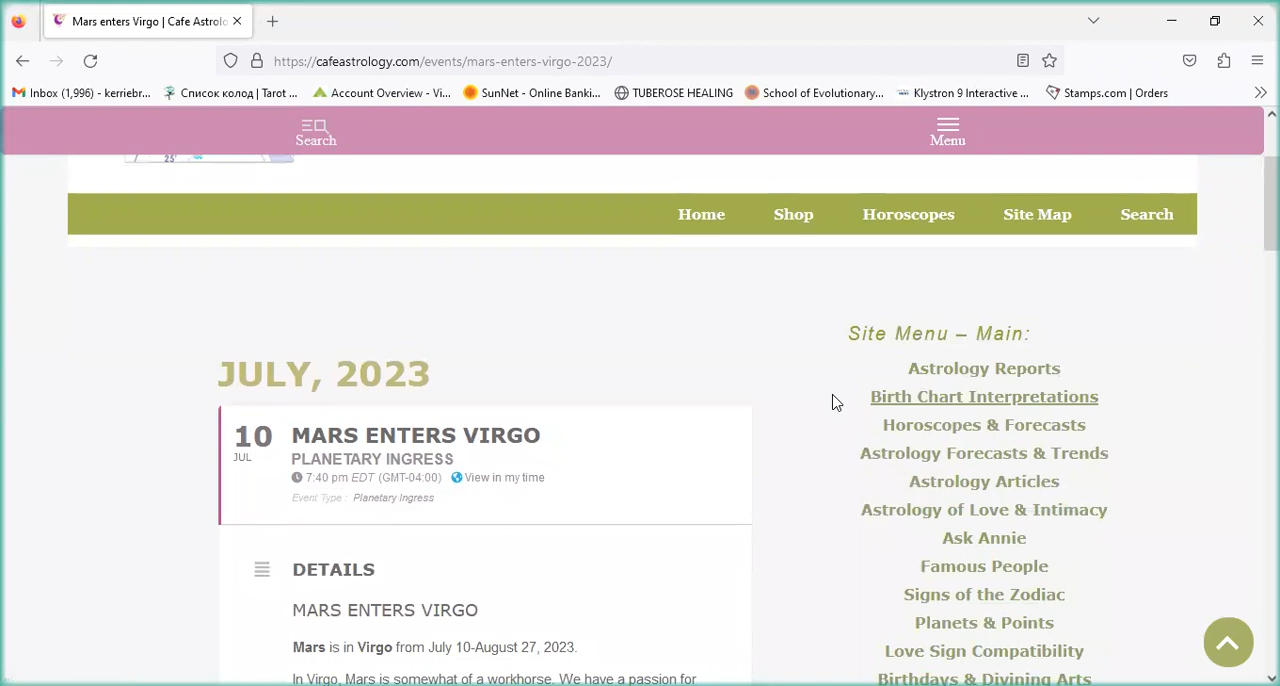 Mars enters Virgo | Cafe Astrolo
https://cafeastrology.com/events/mars-enters-virgo-2023/
Inbox (1,996) - kerriebr...
Список колод | Tarot ...
Account Overview - Vi...
SunNet - Online Banki...
TUBEROSE HEALING
School of Evolutionary...
Klystron 9 Interactive ...
Stamps.com | Orders
Search
Menu
25'
Home
Shop
Horoscopes
Site Map
Search
JULY, 2023
10
JUL
MARS ENTERS VIRGO
PLANETARY INGRESS
7:40 pm EDT (GMT-04:00) View in my time
Event Type : Planetary Ingress
DETAILS
MARS ENTERS VIRGO
Mars is in Virgo from July 10-August 27, 2023.
In Virgo, Mars is somewhat of a workhorse. We have a passion for
Site Menu – Main:
Astrology Reports
Birth Chart Interpretations
Horoscopes & Forecasts
Astrology Forecasts & Trends
Astrology Articles
Astrology of Love & Intimacy
Ask Annie
Famous People
Signs of the Zodiac
Planets & Points
Love Sign Compatibility
Birthdays & Divining Arts